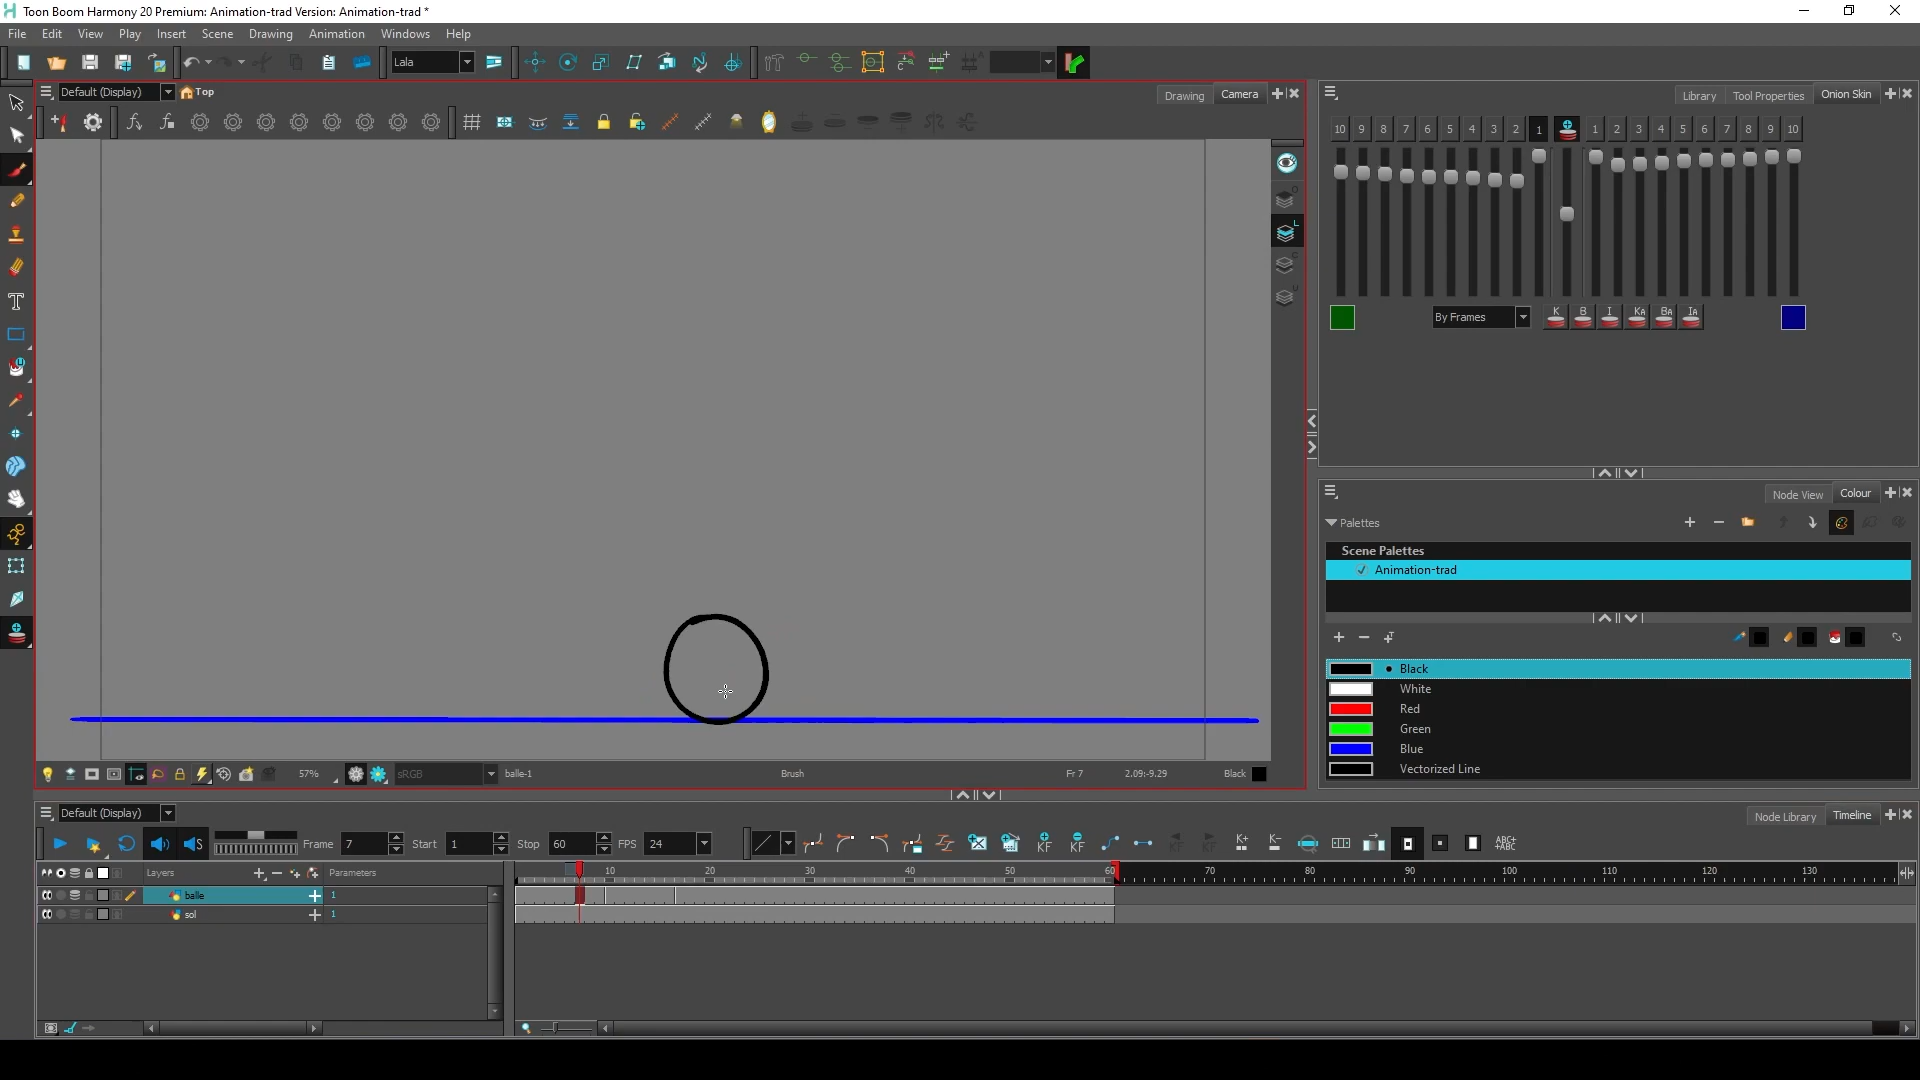 Toon Boom Harmony 20 Premium: Animation-trad Version: Animation-trad *
File Edit View Play Insert Scene Drawing Animation Windows Help
Lala
Default (Display) Top Drawing Camera
Library Tool Properties Onion Skin
10 9 8 7 6 5 4 3 2 1 1 2 3 4 5 6 7 8 9 10
By Frames K B I KA BA IA
Node View Colour
Palettes
Scene Palettes
Animation-trad
Black
White
Red
Green
Blue
Vectorized Line
57% sRGB balle-1 Brush Fr 7 2.09:-9.29 Black
Default (Display) Node Library Timeline
Frame 7 Start 1 Stop 60 FPS 24 KF KF KF KF K+ K- ABC+ +ABC
Layers Parameters 10 20 30 40 50 60 70 80 90 100 110 120 130
balle 1
sol 1